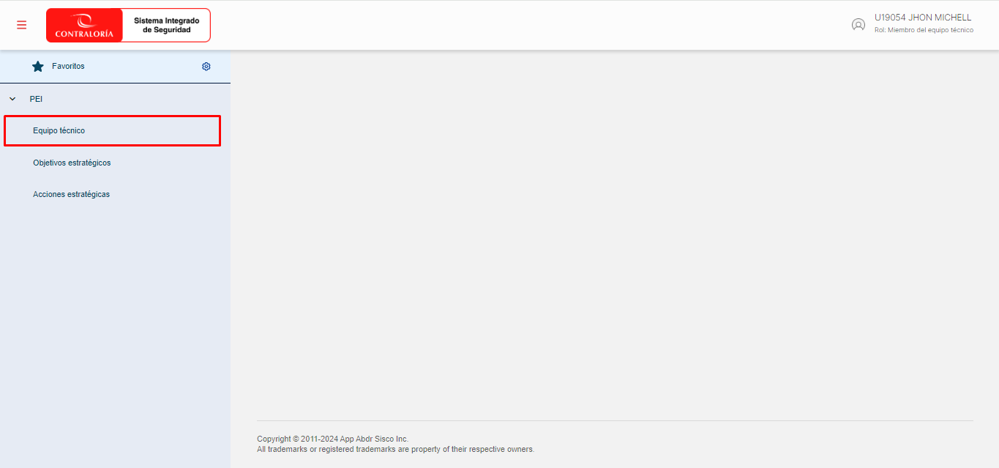 CONTRALORÍA
Sistema Integrado
de Seguridad
U19054 JHON MICHELL
Rol: Miembro del equipo técnico
Favoritos
PEI
Equipo técnico
Objetivos estratégicos
Acciones estratégicas
Copyright © 2011-2024 App Abdr Sisco Inc.
All trademarks or registered trademarks are property of their respective owners.